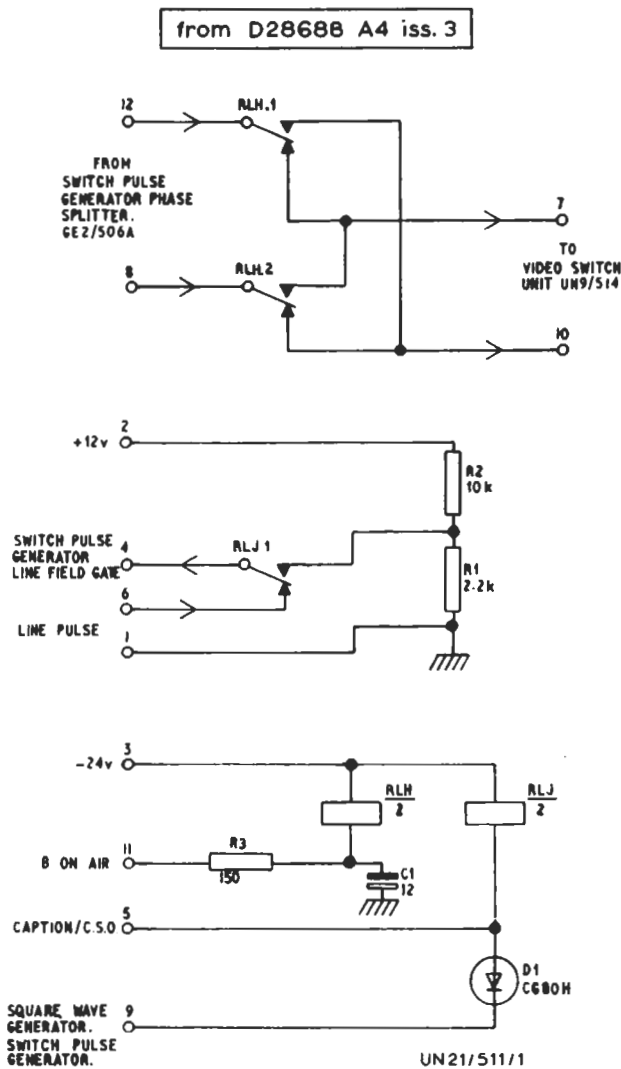 from D28688 A4 iss. 3
12
RLH.1
FROM
SWITCH PULSE
GENERATOR PHASE
SPLITTER.
GE2/506A
7
TO
VIDEO SWITCH
UNIT UN9/514
8
RLH.2
10
2
+12v
R2
10k
SWITCH PULSE
GENERATOR
LINE FIELD GATE
4
RLJ 1
R1
2·2k
6
LINE PULSE
1
3
-24v
RLH
2
RLJ
2
11
B ON AIR
R3
150
C1
12
5
CAPTION/C.S.O
D1
CG80H
SQUARE WAVE
GENERATOR.
SWITCH PULSE
GENERATOR.
9
UN21/511/1